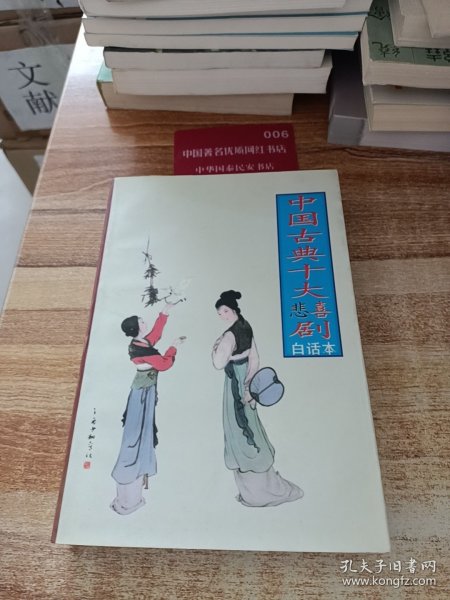 文
献
006
中国著名优质网红书店
中华国泰民安书店
中国古典十大
悲喜
剧
白话本
孔夫子旧书网
www.kongfz.com